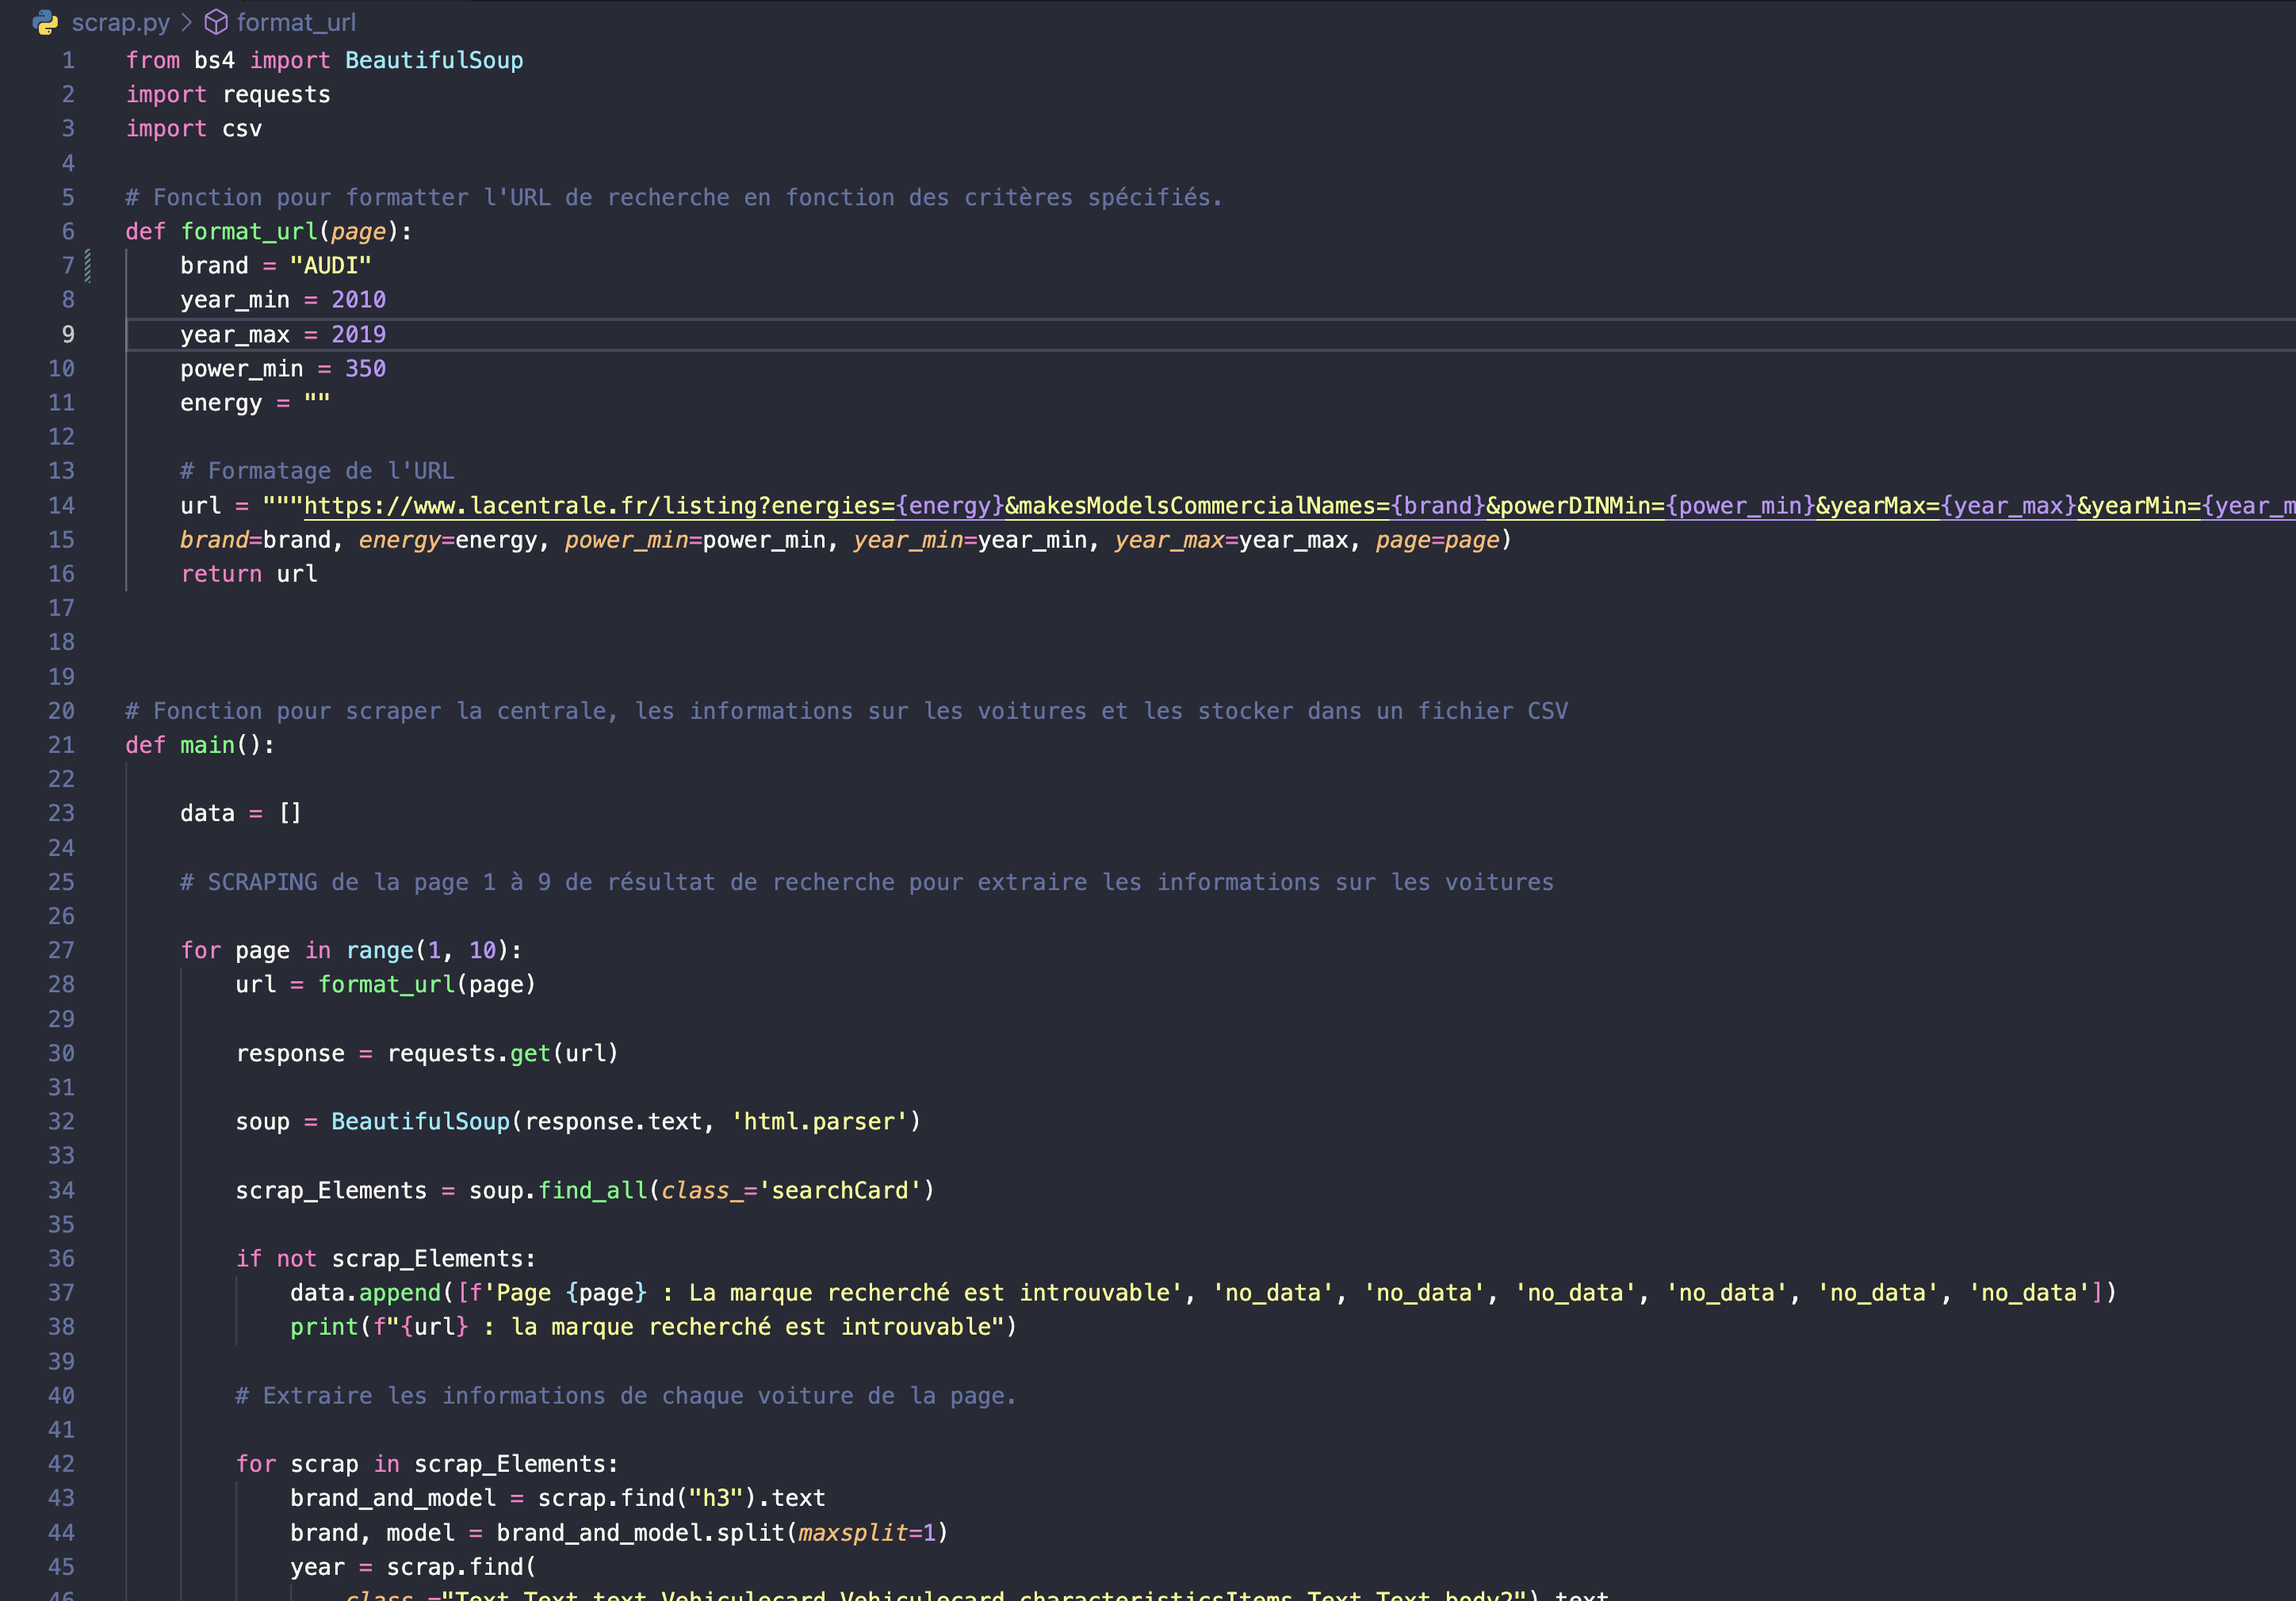 scrap.py > format_url
1 from bs4 import BeautifulSoup
2 import requests
3 import csv
4
5 # Fonction pour formatter l'URL de recherche en fonction des critères spécifiés.
6 def format_url(page):
7 brand = "AUDI"
8 year_min = 2010
9 year_max = 2019
10 power_min = 350
11 energy = ""
12
13 # Formatage de l'URL
14 url = """https://www.lacentrale.fr/listing?energies={energy}&makesModelsCommercialNames={brand}&powerDINMin={power_min}&yearMax={year_max}&yearMin={year_m
15 brand=brand, energy=energy, power_min=power_min, year_min=year_min, year_max=year_max, page=page)
16 return url
17
18
19
20 # Fonction pour scraper la centrale, les informations sur les voitures et les stocker dans un fichier CSV
21 def main():
22
23 data = []
24
25 # SCRAPING de la page 1 à 9 de résultat de recherche pour extraire les informations sur les voitures
26
27 for page in range(1, 10):
28 url = format_url(page)
29
30 response = requests.get(url)
31
32 soup = BeautifulSoup(response.text, 'html.parser')
33
34 scrap_Elements = soup.find_all(class_='searchCard')
35
36 if not scrap_Elements:
37 data.append([f'Page {page} : La marque recherché est introuvable', 'no_data', 'no_data', 'no_data', 'no_data', 'no_data', 'no_data'])
38 print(f"{url} : la marque recherché est introuvable")
39
40 # Extraire les informations de chaque voiture de la page.
41
42 for scrap in scrap_Elements:
43 brand_and_model = scrap.find("h3").text
44 brand, model = brand_and_model.split(maxsplit=1)
45 year = scrap.find(
46 class_="Text_Text_text Vehiculecard_Vehiculecard_characteristicsItems Text_Text_body2").text